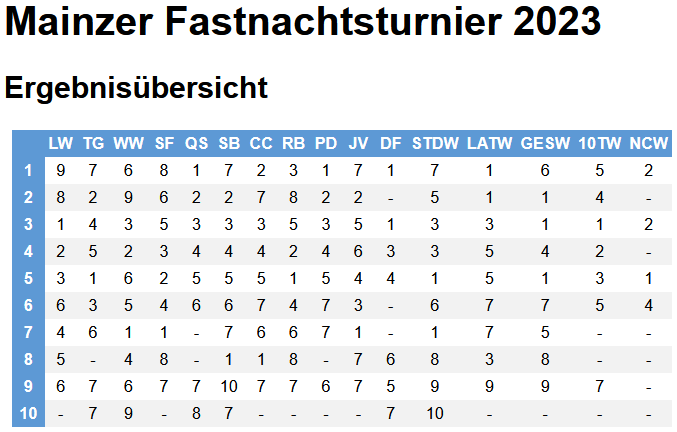 Mainzer Fastnachtsturnier 2023
Ergebnisübersicht
LW TG WW SF QS SB CC RB PD JV DF STDW LATW GESW 10TW NCW
1 9 7 6 8 1 7 2 3 1 7 1 7 1 6 5 2
2 8 2 9 6 2 2 7 8 2 2 - 5 1 1 4 -
3 1 4 3 5 3 3 3 5 3 5 1 3 3 1 1 2
4 2 5 2 3 4 4 4 2 4 6 3 3 5 4 2 -
5 3 1 6 2 5 5 5 1 5 4 4 1 5 1 3 1
6 6 3 5 4 6 6 7 4 7 3 - 6 7 7 5 4
7 4 6 1 1 - 7 6 6 7 1 - 1 7 5 - -
8 5 - 4 8 - 1 1 8 - 7 6 8 3 8 - -
9 6 7 6 7 7 10 7 7 6 7 5 9 9 9 7 -
10 - 7 9 - 8 7 - - - - 7 10 - - - -